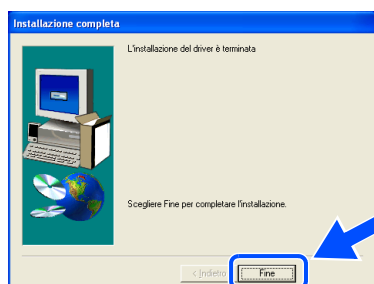 Installazione completa
L'installazione del driver è terminata
Scegliere Fine per completare l'installazione.
< Indietro
Fine